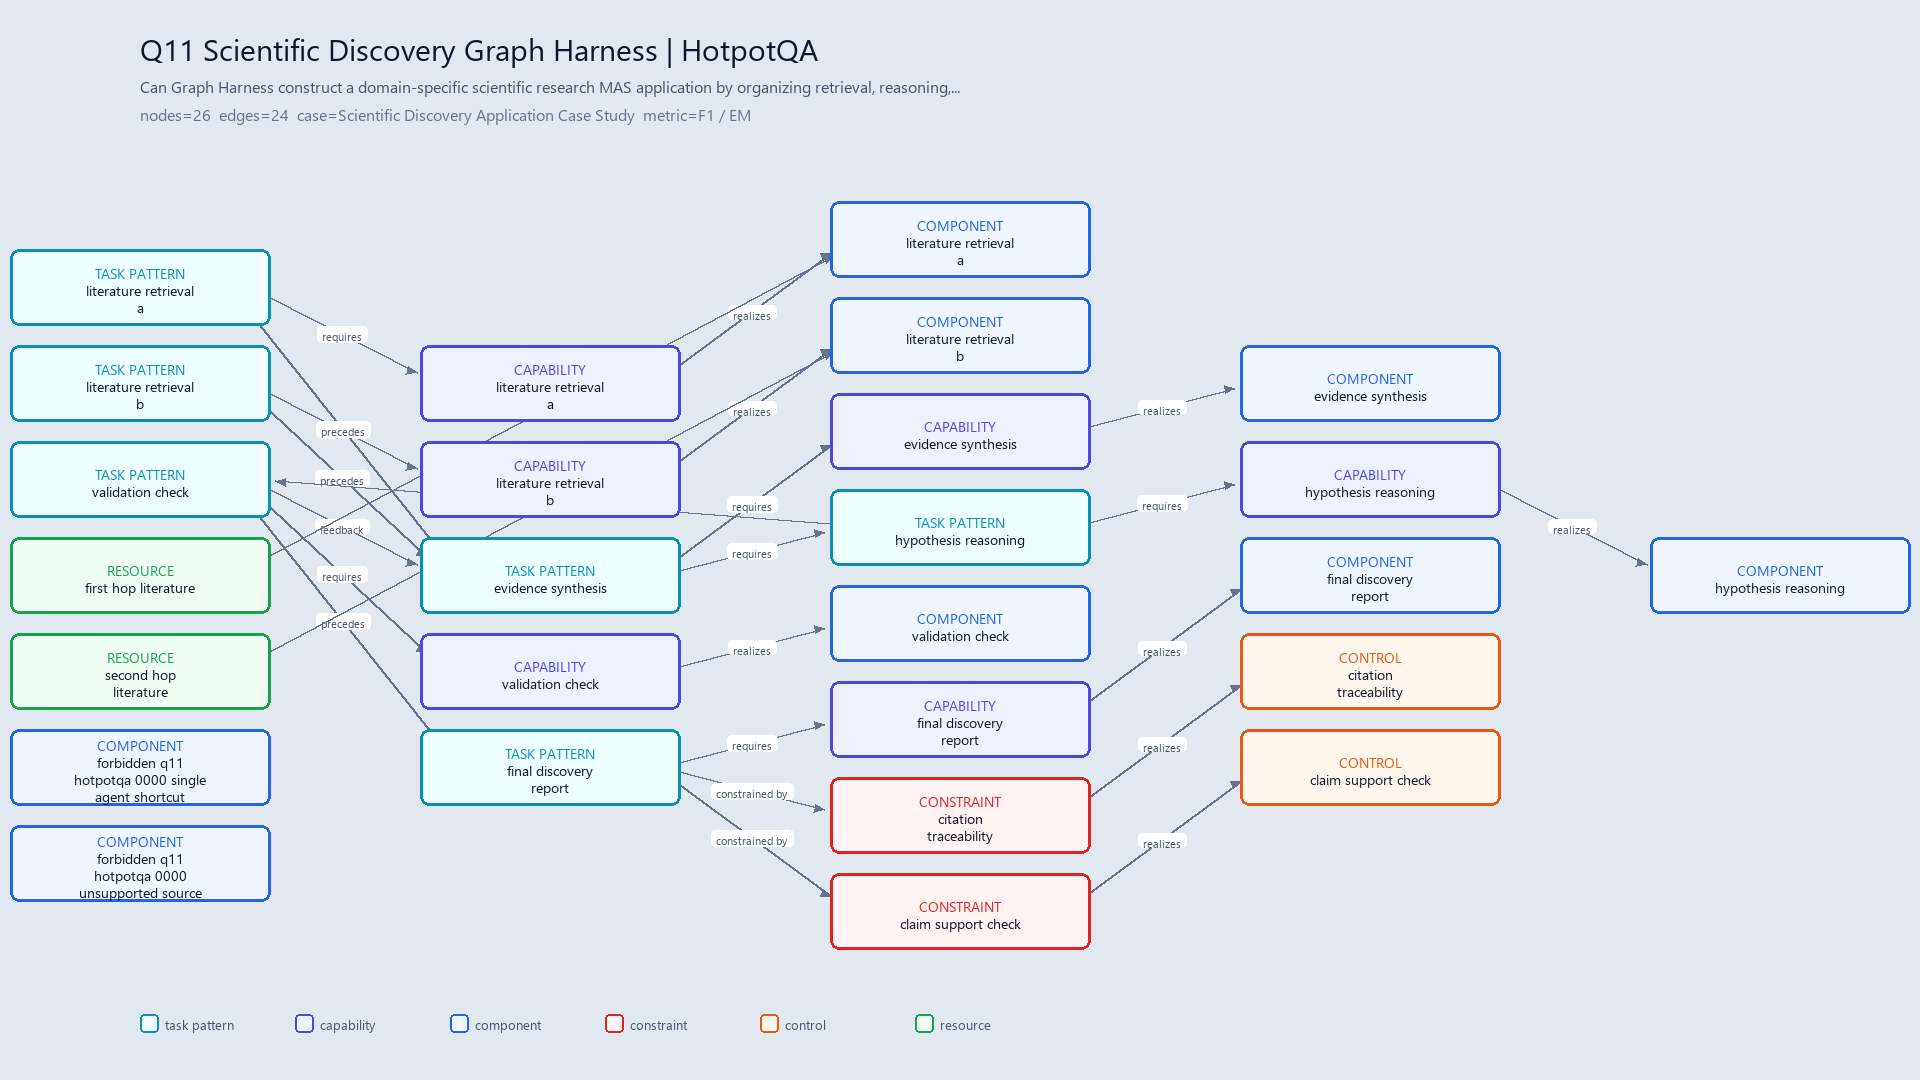 Q11 Scientific Discovery Graph Harness | HotpotQA
Can Graph Harness construct a domain-specific scientific research MAS application by organizing retrieval, reasoning,...
nodes=26  edges=24  case=Scientific Discovery Application Case Study  metric=F1 / EM
TASK PATTERN
literature retrieval
a
TASK PATTERN
literature retrieval
b
TASK PATTERN
validation check
RESOURCE
first hop literature
RESOURCE
second hop
literature
COMPONENT
forbidden q11
hotpotqa 0000 single
agent shortcut
COMPONENT
forbidden q11
hotpotqa 0000
unsupported source
requires
precedes
precedes
feedback
requires
precedes
CAPABILITY
literature retrieval
a
CAPABILITY
literature retrieval
b
TASK PATTERN
evidence synthesis
CAPABILITY
validation check
TASK PATTERN
final discovery
report
realizes
realizes
requires
requires
realizes
requires
constrained by
constrained by
COMPONENT
literature retrieval
a
COMPONENT
literature retrieval
b
CAPABILITY
evidence synthesis
TASK PATTERN
hypothesis reasoning
COMPONENT
validation check
CAPABILITY
final discovery
report
CONSTRAINT
citation
traceability
CONSTRAINT
claim support check
realizes
requires
realizes
realizes
realizes
COMPONENT
evidence synthesis
CAPABILITY
hypothesis reasoning
COMPONENT
final discovery
report
CONTROL
citation
traceability
CONTROL
claim support check
realizes
COMPONENT
hypothesis reasoning
task pattern
capability
component
constraint
control
resource